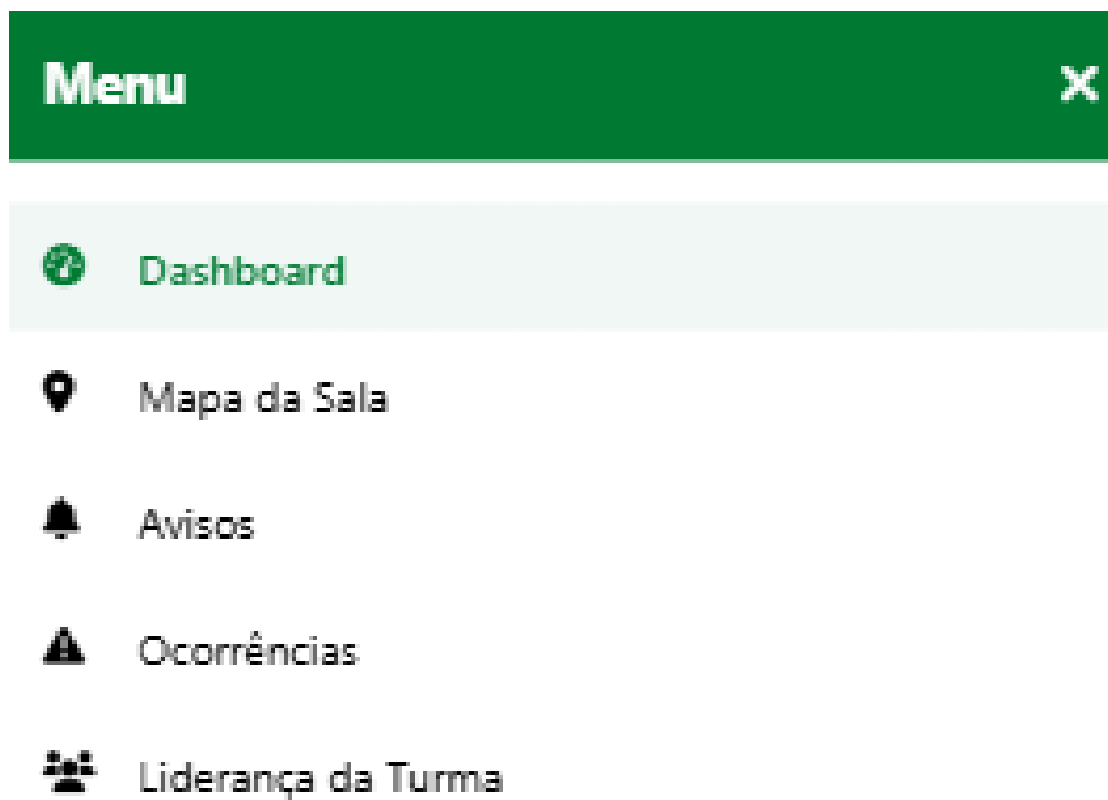 Menu
Dashboard
Mapa da Sala
Avisos
Ocorrências
Liderança da Turma